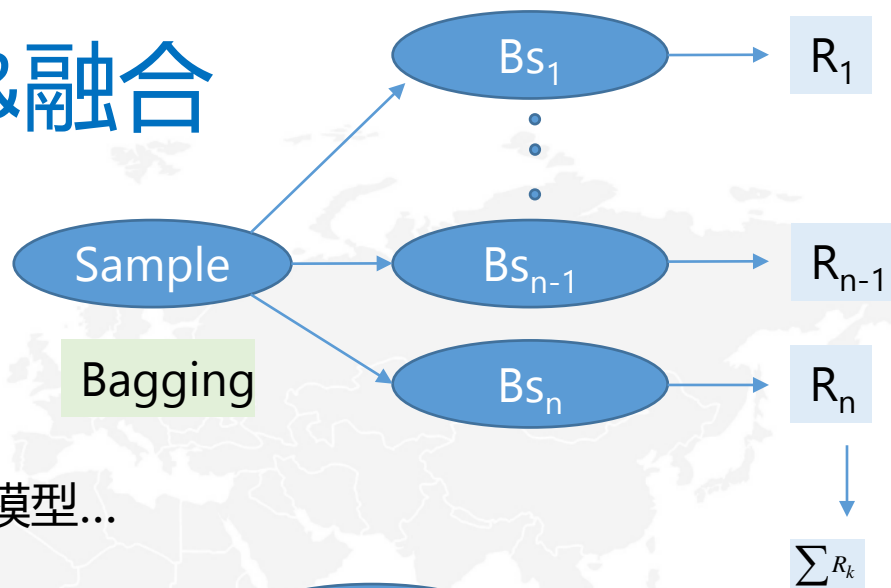 &融合
Bs₁
R₁
Sample
Bsₙ₋₁
Rₙ₋₁
Bagging
Bsₙ
Rₙ
模型...
∑Rₖ